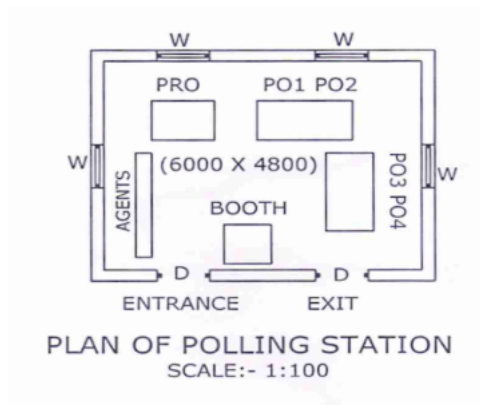 W W
PRO PO1 PO2
W (6000 X 4800) W
AGENTS
PO3 PO4
BOOTH
D D
ENTRANCE EXIT
PLAN OF POLLING STATION
SCALE:- 1:100